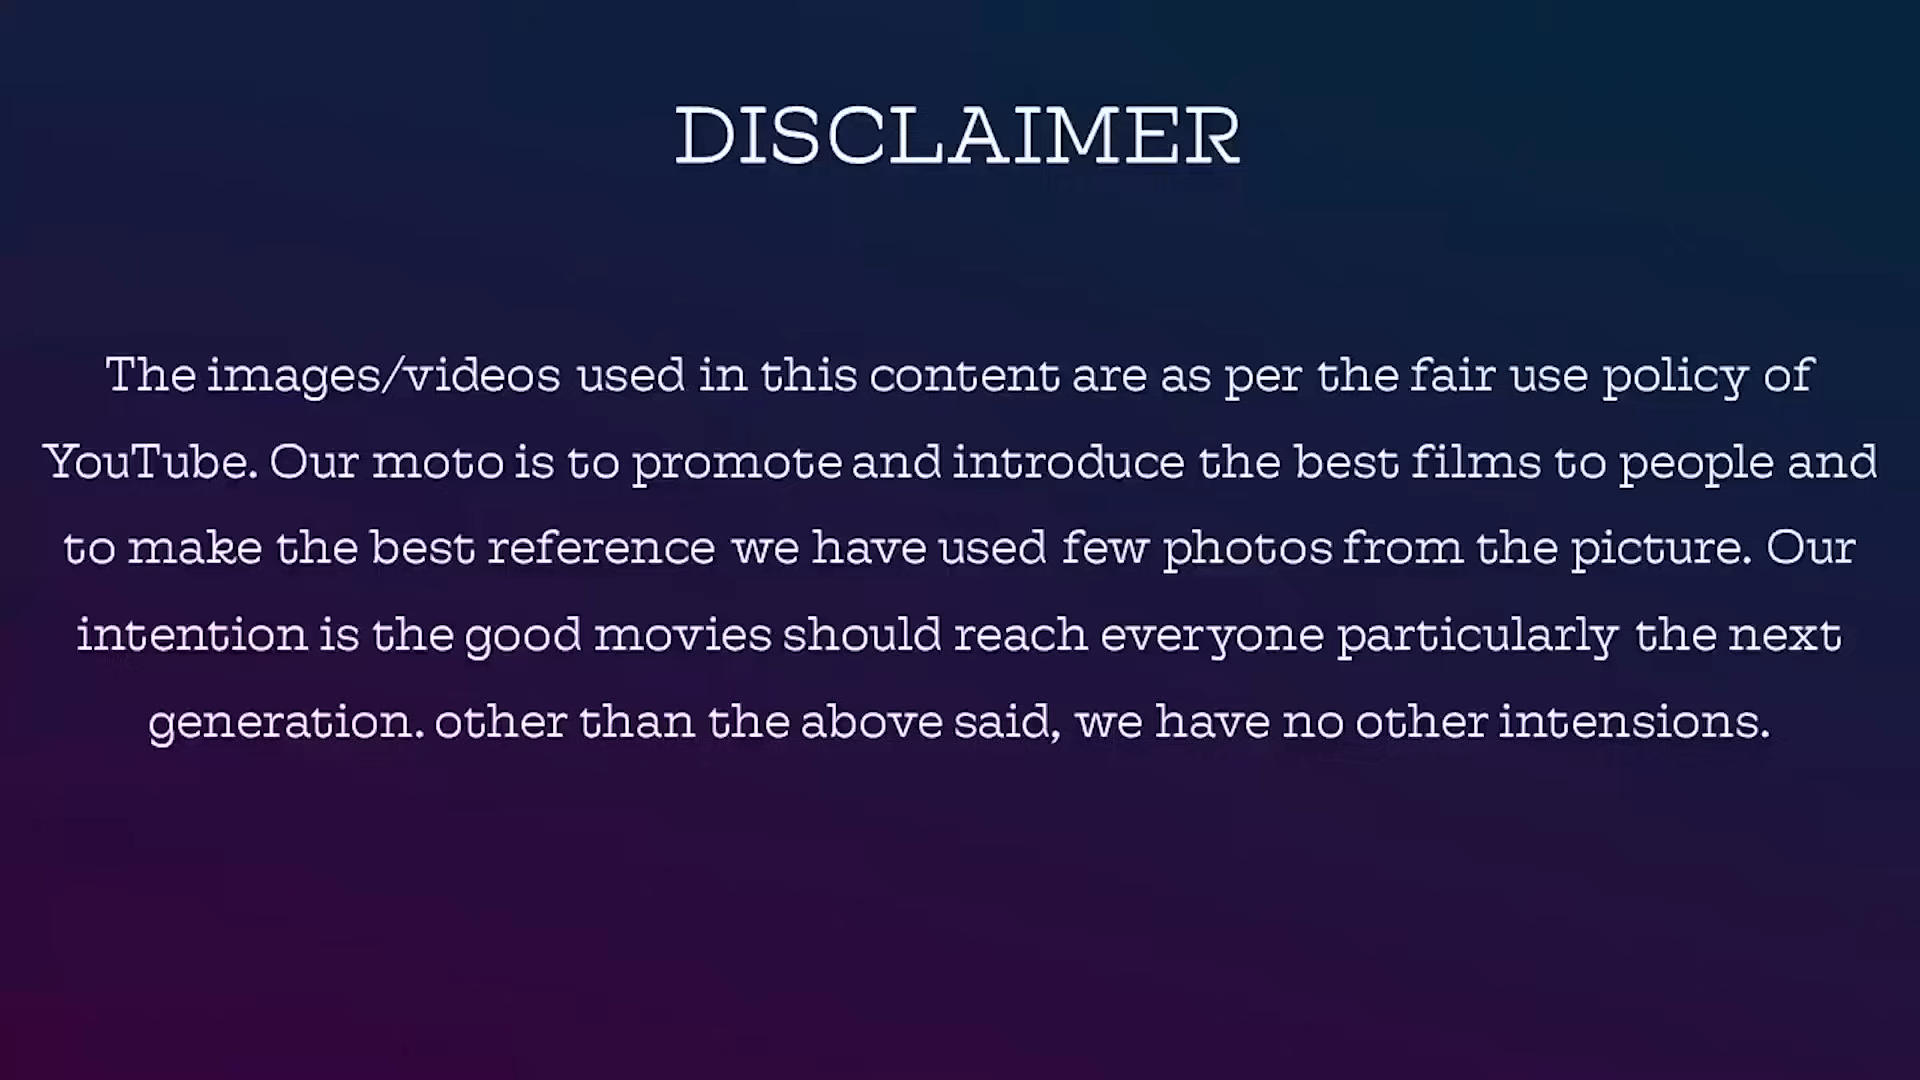 DISCLAIMER
The images/videos used in this content are as per the fair use policy of
YouTube. Our moto is to promote and introduce the best films to people and
to make the best reference we have used few photos from the picture. Our
intention is the good movies should reach everyone particularly the next
generation. other than the above said, we have no other intensions.